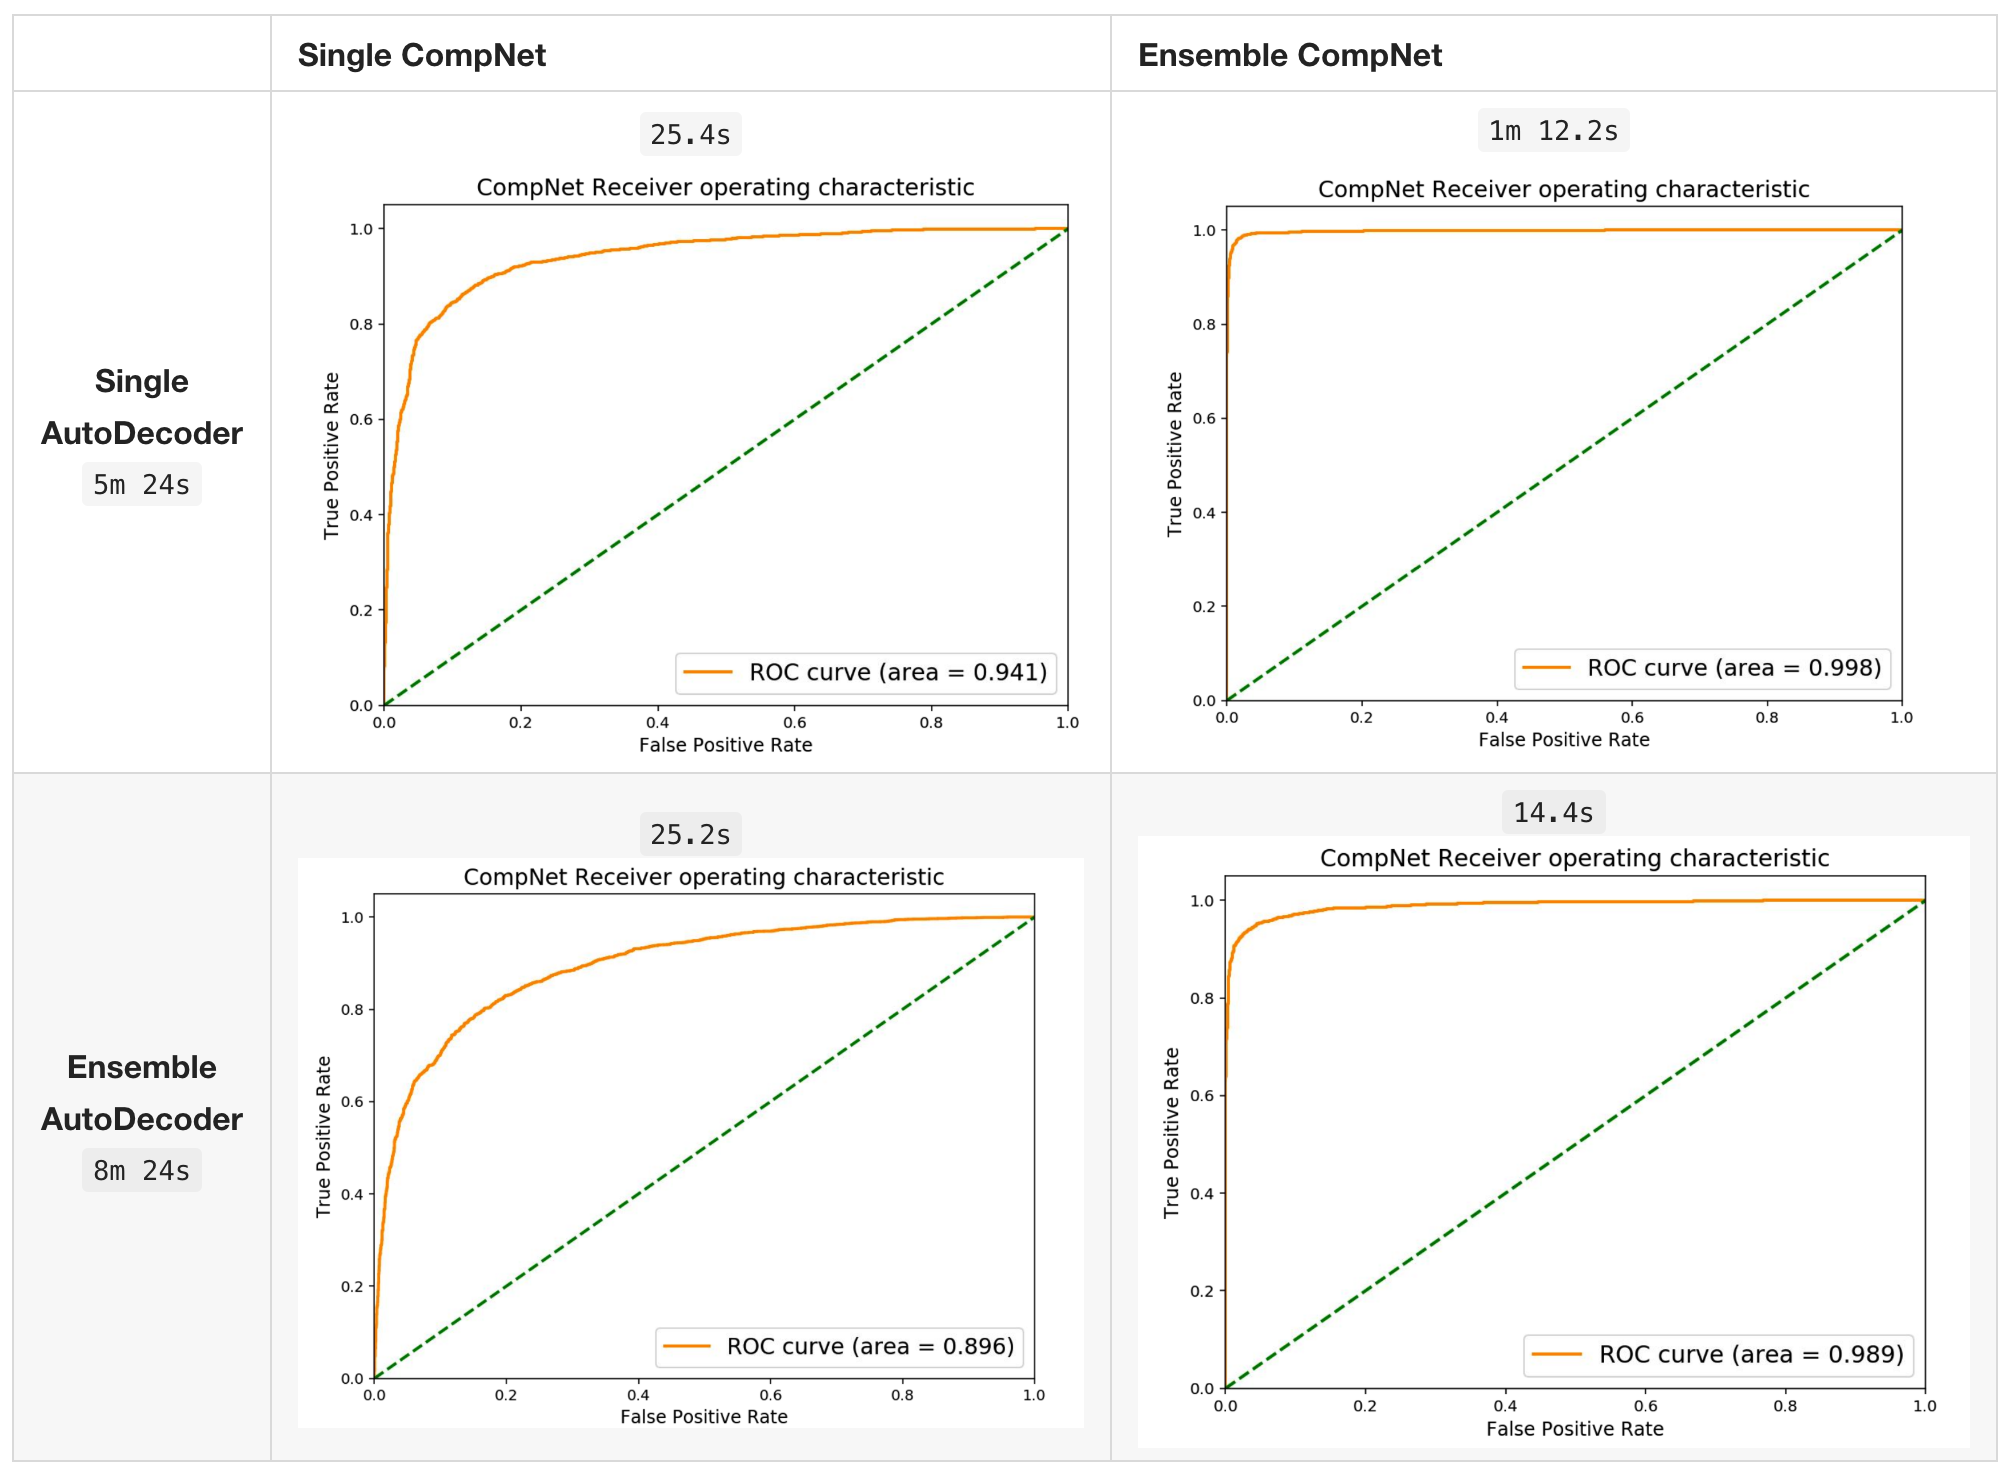 Single CompNet
Ensemble CompNet
Single
AutoDecoder
5m 24s
25.4s
CompNet Receiver operating characteristic
1.0
0.8
0.6
0.4
0.2
0.0
True Positive Rate
ROC curve (area = 0.941)
0.0 0.2 0.4 0.6 0.8 1.0
False Positive Rate
1m 12.2s
CompNet Receiver operating characteristic
1.0
0.8
0.6
0.4
0.2
0.0
True Positive Rate
ROC curve (area = 0.998)
0.0 0.2 0.4 0.6 0.8 1.0
False Positive Rate
Ensemble
AutoDecoder
8m 24s
25.2s
CompNet Receiver operating characteristic
1.0
0.8
0.6
0.4
0.2
0.0
True Positive Rate
ROC curve (area = 0.896)
0.0 0.2 0.4 0.6 0.8 1.0
False Positive Rate
14.4s
CompNet Receiver operating characteristic
1.0
0.8
0.6
0.4
0.2
0.0
True Positive Rate
ROC curve (area = 0.989)
0.0 0.2 0.4 0.6 0.8 1.0
False Positive Rate